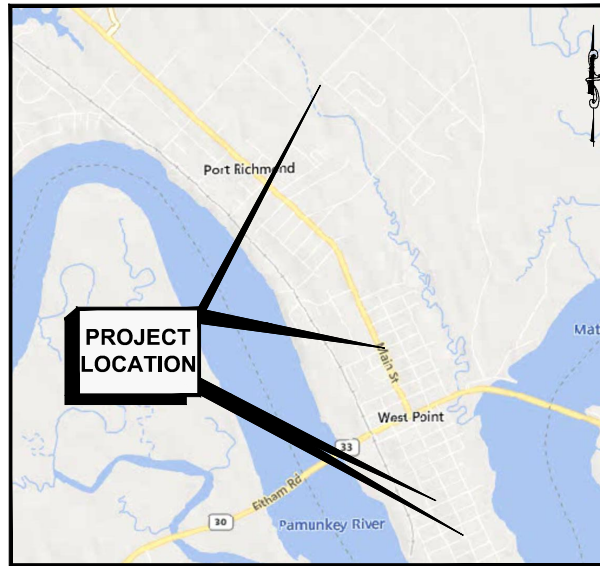 Port Richmond
PROJECT
LOCATION
Mat
Main St
West Point
33
Eltham Rd
30
Pamunkey River